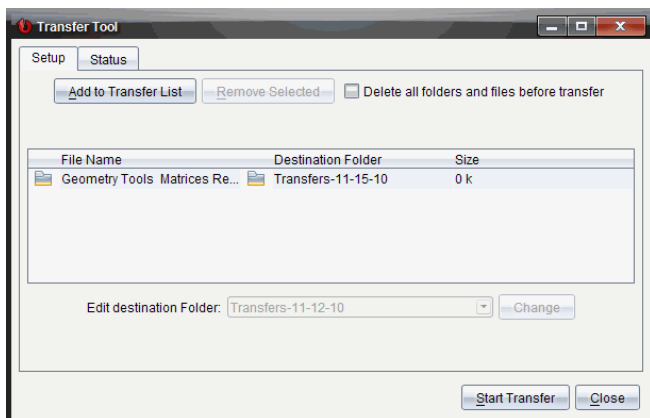 Transfer Tool
Setup Status
Add to Transfer List Remove Selected Delete all folders and files before transfer
File Name Destination Folder Size
Geometry Tools Matrices Re... Transfers-11-15-10 0 k
Edit destination Folder: Transfers-11-12-10 Change
Start Transfer Close